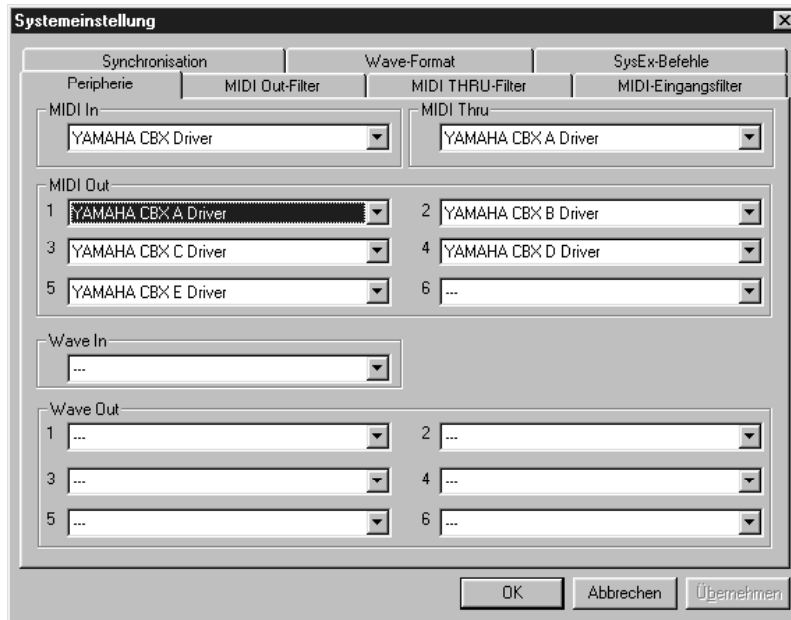 Systemeinstellung
Synchronisation Wave-Format SysEx-Befehle
Peripherie MIDI Out-Filter MIDI THRU-Filter MIDI-Eingangsfilter
MIDI In MIDI Thru
YAMAHA CBX Driver YAMAHA CBX A Driver
MIDI Out
1 YAMAHA CBX A Driver 2 YAMAHA CBX B Driver
3 YAMAHA CBX C Driver 4 YAMAHA CBX D Driver
5 YAMAHA CBX E Driver 6 ---
Wave In
---
Wave Out
1 --- 2 ---
3 --- 4 ---
5 --- 6 ---
OK Abbrechen Übernehmen